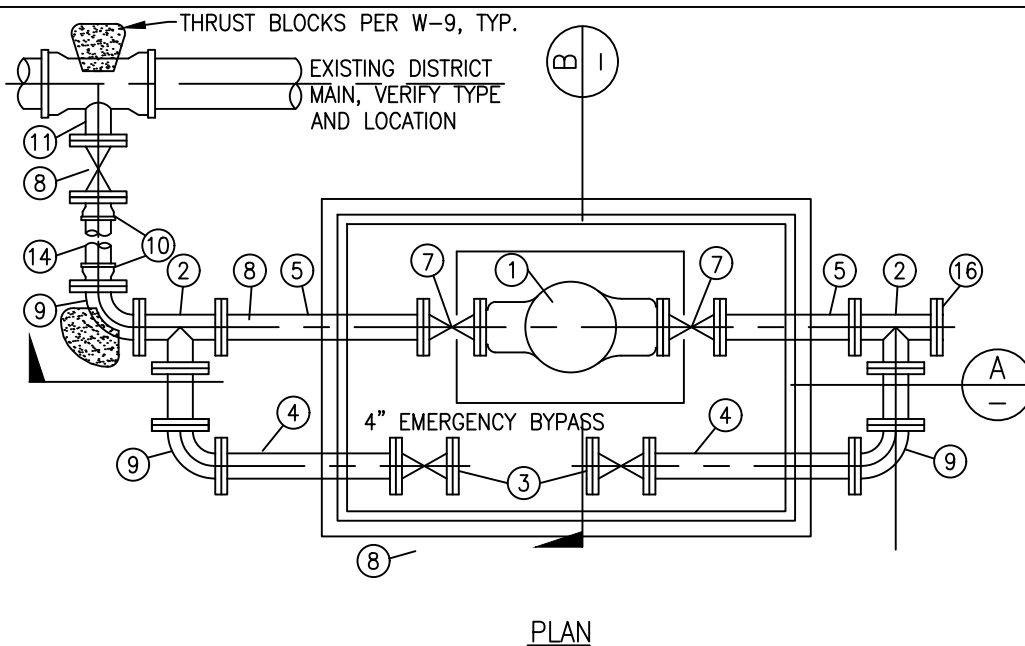 THRUST BLOCKS PER W-9, TYP.
B
-
EXISTING DISTRICT
MAIN, VERIFY TYPE
AND LOCATION
11
8
14
10
2
8
5
7
1
7
5
2
16
9
A
-
4" EMERGENCY BYPASS
4
4
9
3
9
8
PLAN